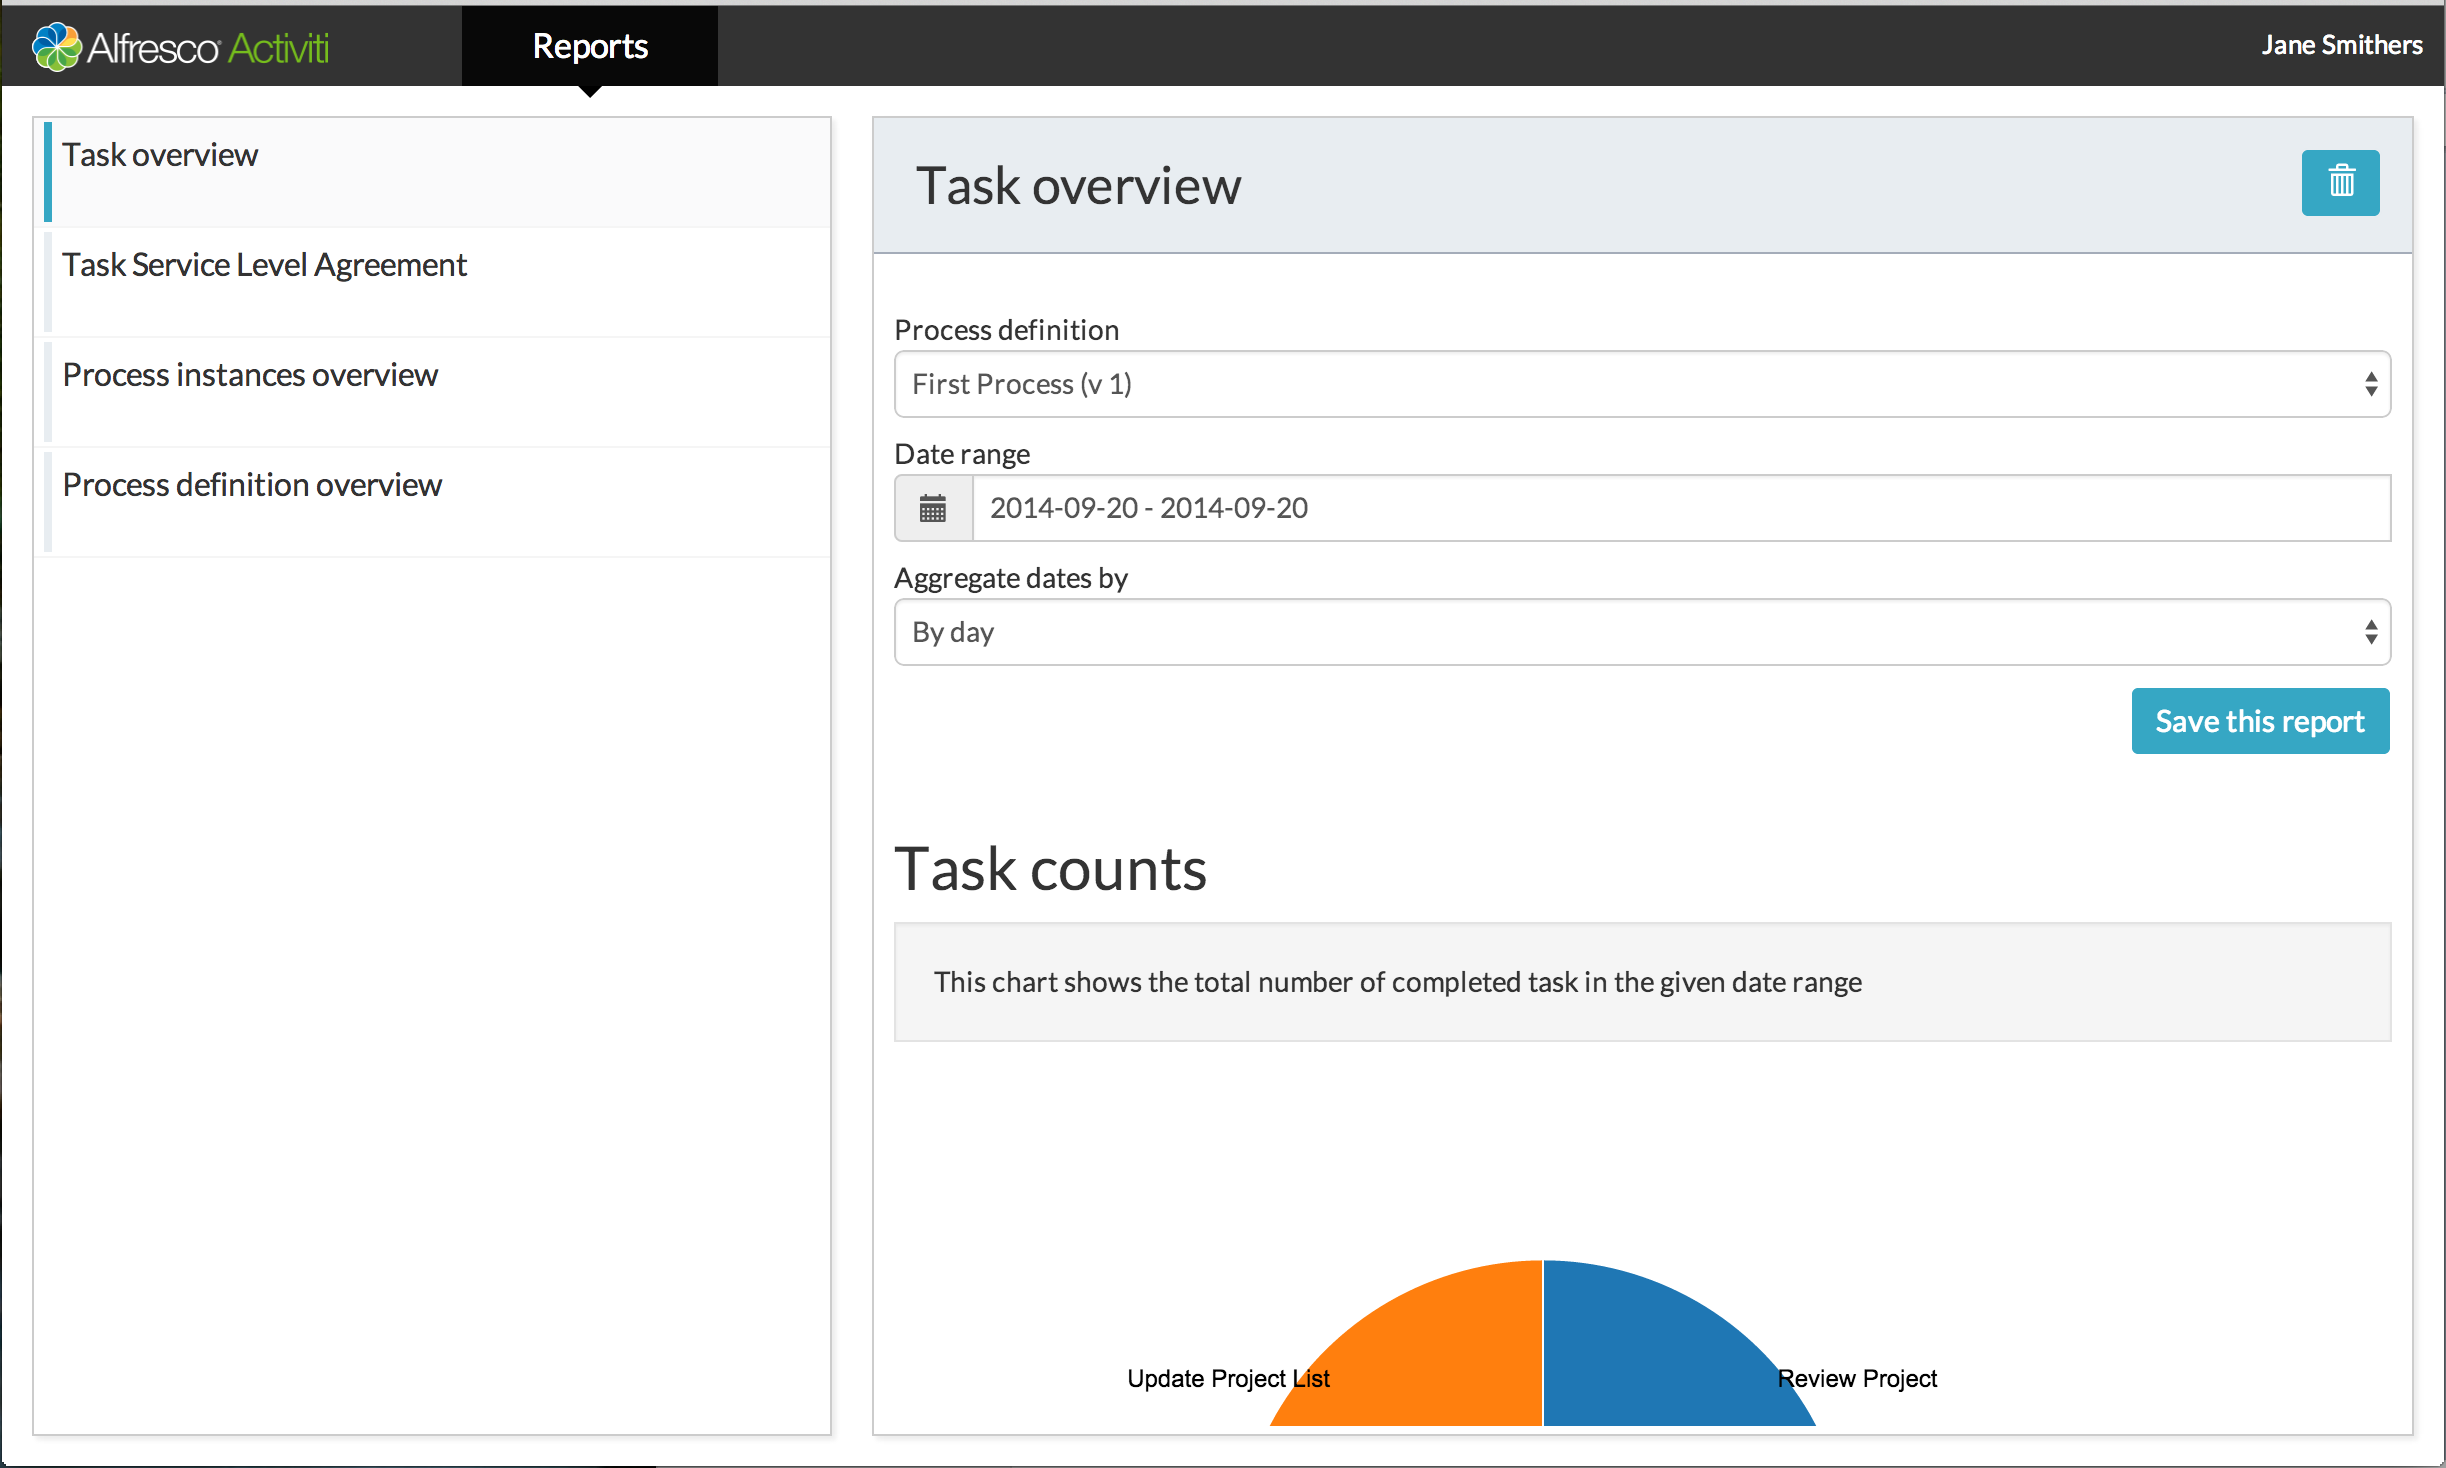 Alfresco Activiti
Reports
Jane Smithers
Task overview
Task Service Level Agreement
Process instances overview
Process definition overview
Task overview
Process definition
First Process (v 1)
Date range
2014-09-20 - 2014-09-20
Aggregate dates by
By day
Save this report
Task counts
This chart shows the total number of completed task in the given date range
Update Project List
Review Project